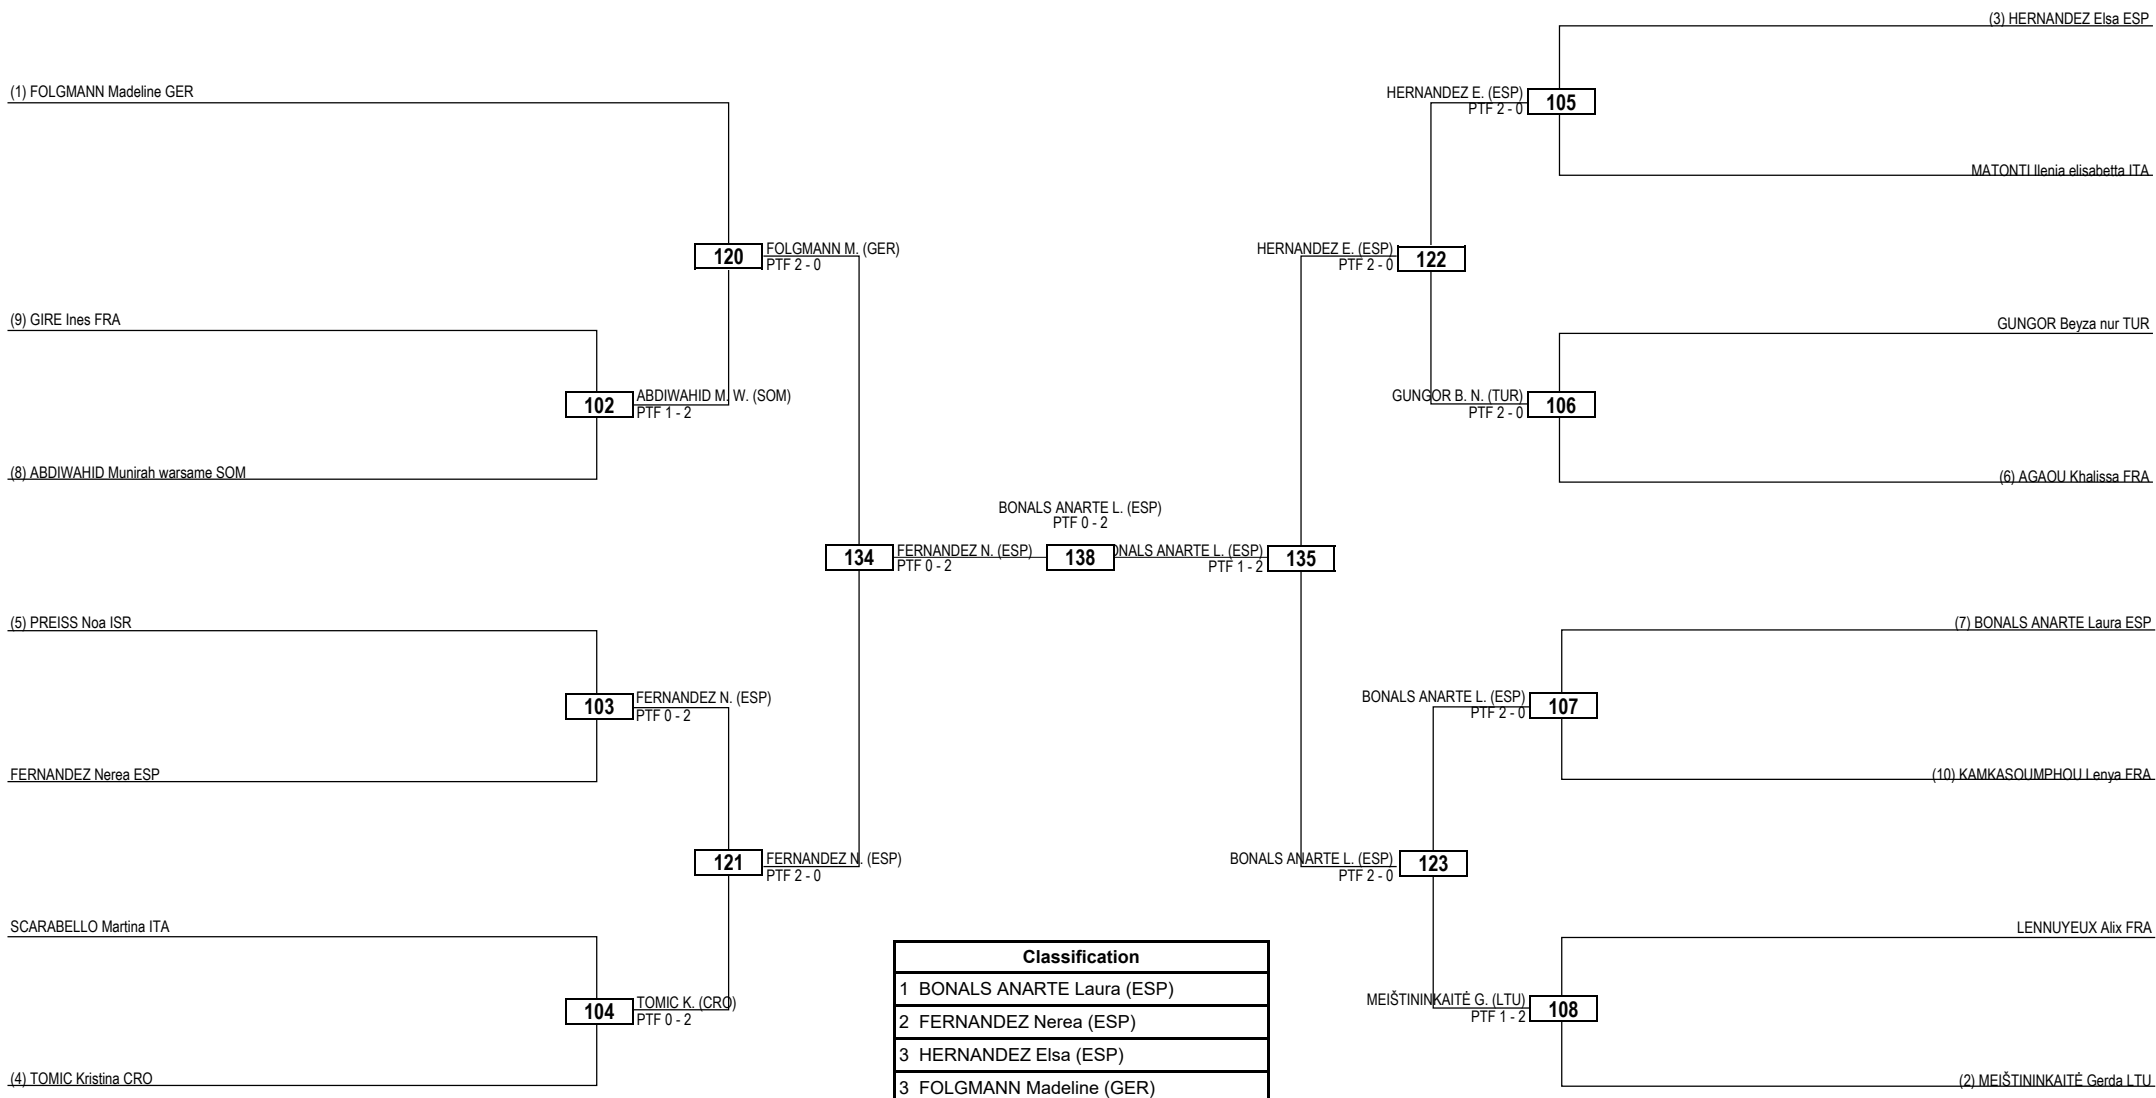 (3) HERNANDEZ Elsa ESP
(1) FOLGMANN Madeline GER
HERNANDEZ E. (ESP)
PTF 2 - 0
105
MATONTI Ilenia elisabetta ITA
120
FOLGMANN M. (GER)
PTF 2 - 0
HERNANDEZ E. (ESP)
PTF 2 - 0
122
(9) GIRE Ines FRA
GUNGOR Beyza nur TUR
102
ABDIWAHID M. W. (SOM)
PTF 1 - 2
GUNGOR B. N. (TUR)
PTF 2 - 0
106
(8) ABDIWAHID Munirah warsame SOM
(6) AGAOU Khalissa FRA
BONALS ANARTE L. (ESP)
PTF 0 - 2
134
FERNANDEZ N. (ESP)
PTF 0 - 2
138
ONALS ANARTE L. (ESP)
PTF 1 - 2
135
(5) PREISS Noa ISR
(7) BONALS ANARTE Laura ESP
103
FERNANDEZ N. (ESP)
PTF 0 - 2
BONALS ANARTE L. (ESP)
PTF 2 - 0
107
FERNANDEZ Nerea ESP
(10) KAMKASOUMPHOU Lenya FRA
121
FERNANDEZ N. (ESP)
PTF 2 - 0
BONALS ANARTE L. (ESP)
PTF 2 - 0
123
SCARABELLO Martina ITA
LENNUYEUX Alix FRA
104
TOMIC K. (CRO)
PTF 0 - 2
MEIŠTININKAITĖ G. (LTU)
PTF 1 - 2
108
(4) TOMIC Kristina CRO
(2) MEIŠTININKAITĖ Gerda LTU
Classification
1 BONALS ANARTE Laura (ESP)
2 FERNANDEZ Nerea (ESP)
3 HERNANDEZ Elsa (ESP)
3 FOLGMANN Madeline (GER)